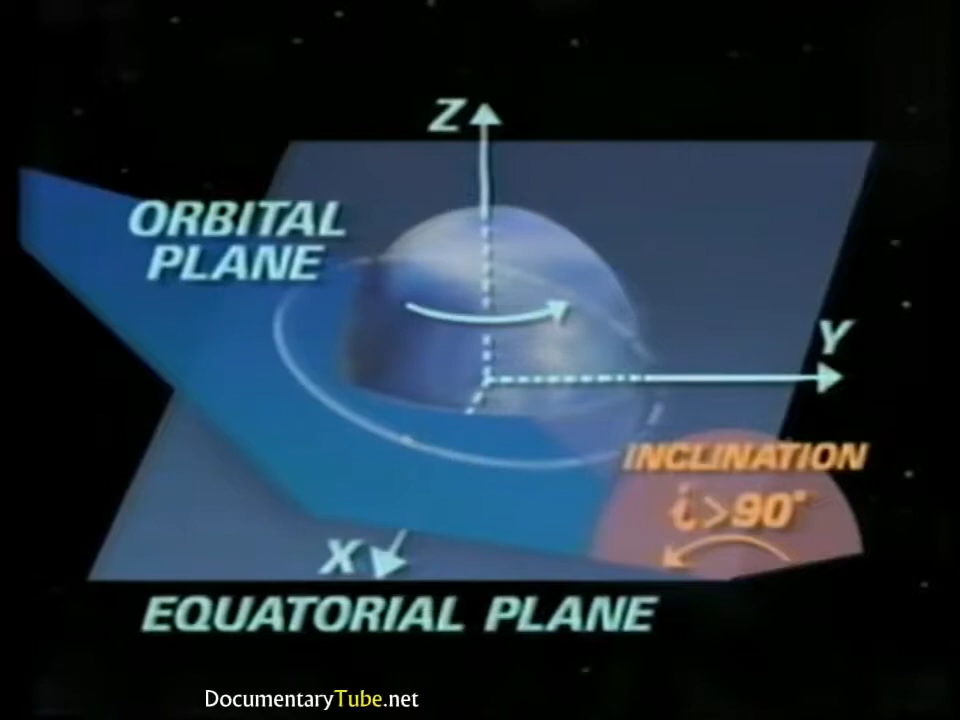 Z
ORBITAL
PLANE
Y
INCLINATION
i>90°
X
EQUATORIAL PLANE
DocumentaryTube.net